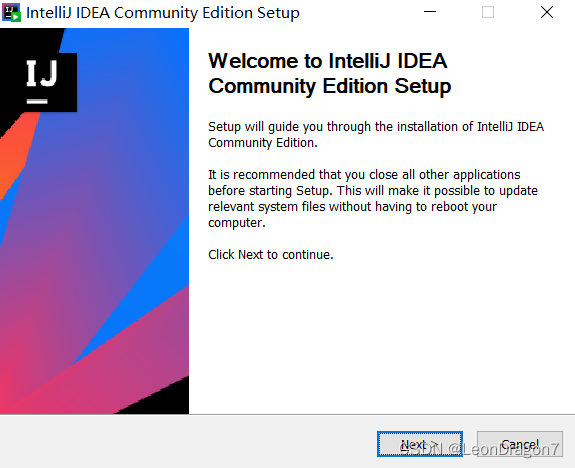 IntelliJ IDEA Community Edition Setup
IJ
Welcome to IntelliJ IDEA
Community Edition Setup
Setup will guide you through the installation of IntelliJ IDEA
Community Edition.
It is recommended that you close all other applications
before starting Setup. This will make it possible to update
relevant system files without having to reboot your
computer.
Click Next to continue.
Next >
Cancel
CSDN @LeonDragon7